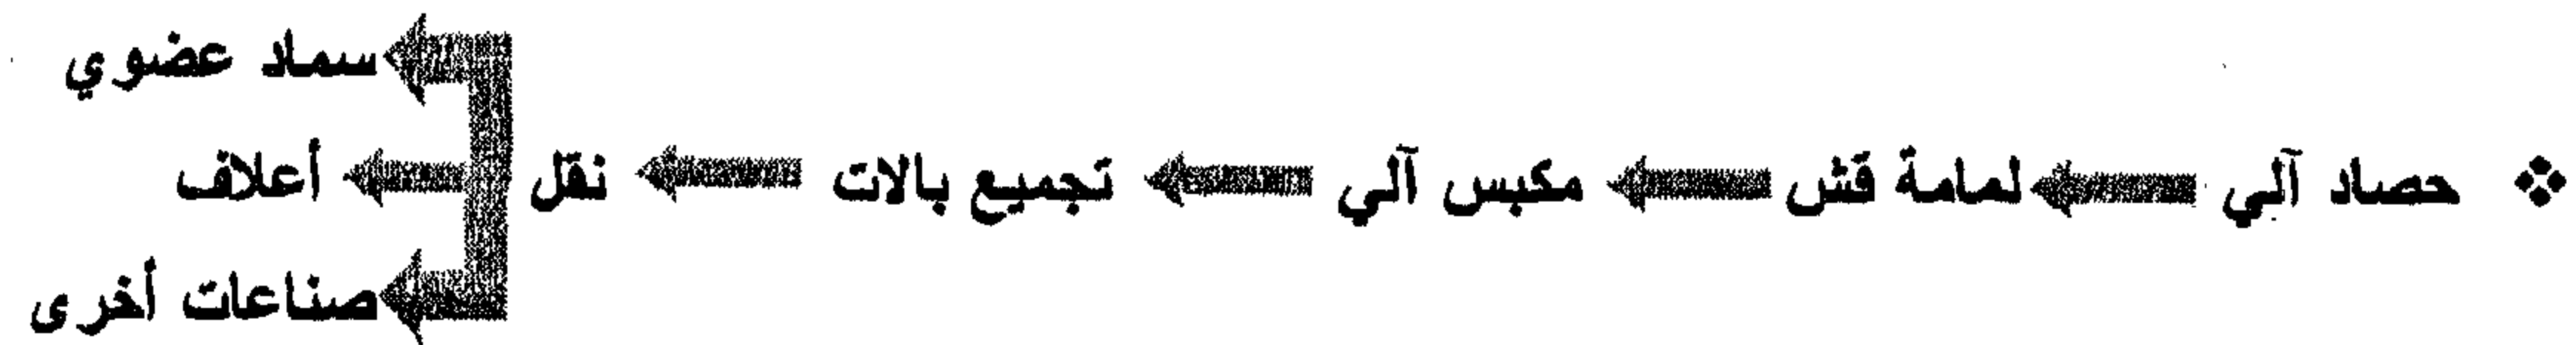 سماد عضوي
❖ حصاد آلي لمامة قش مكبس آلي تجميع بالات نقل أعلاف
صناعات أخرى